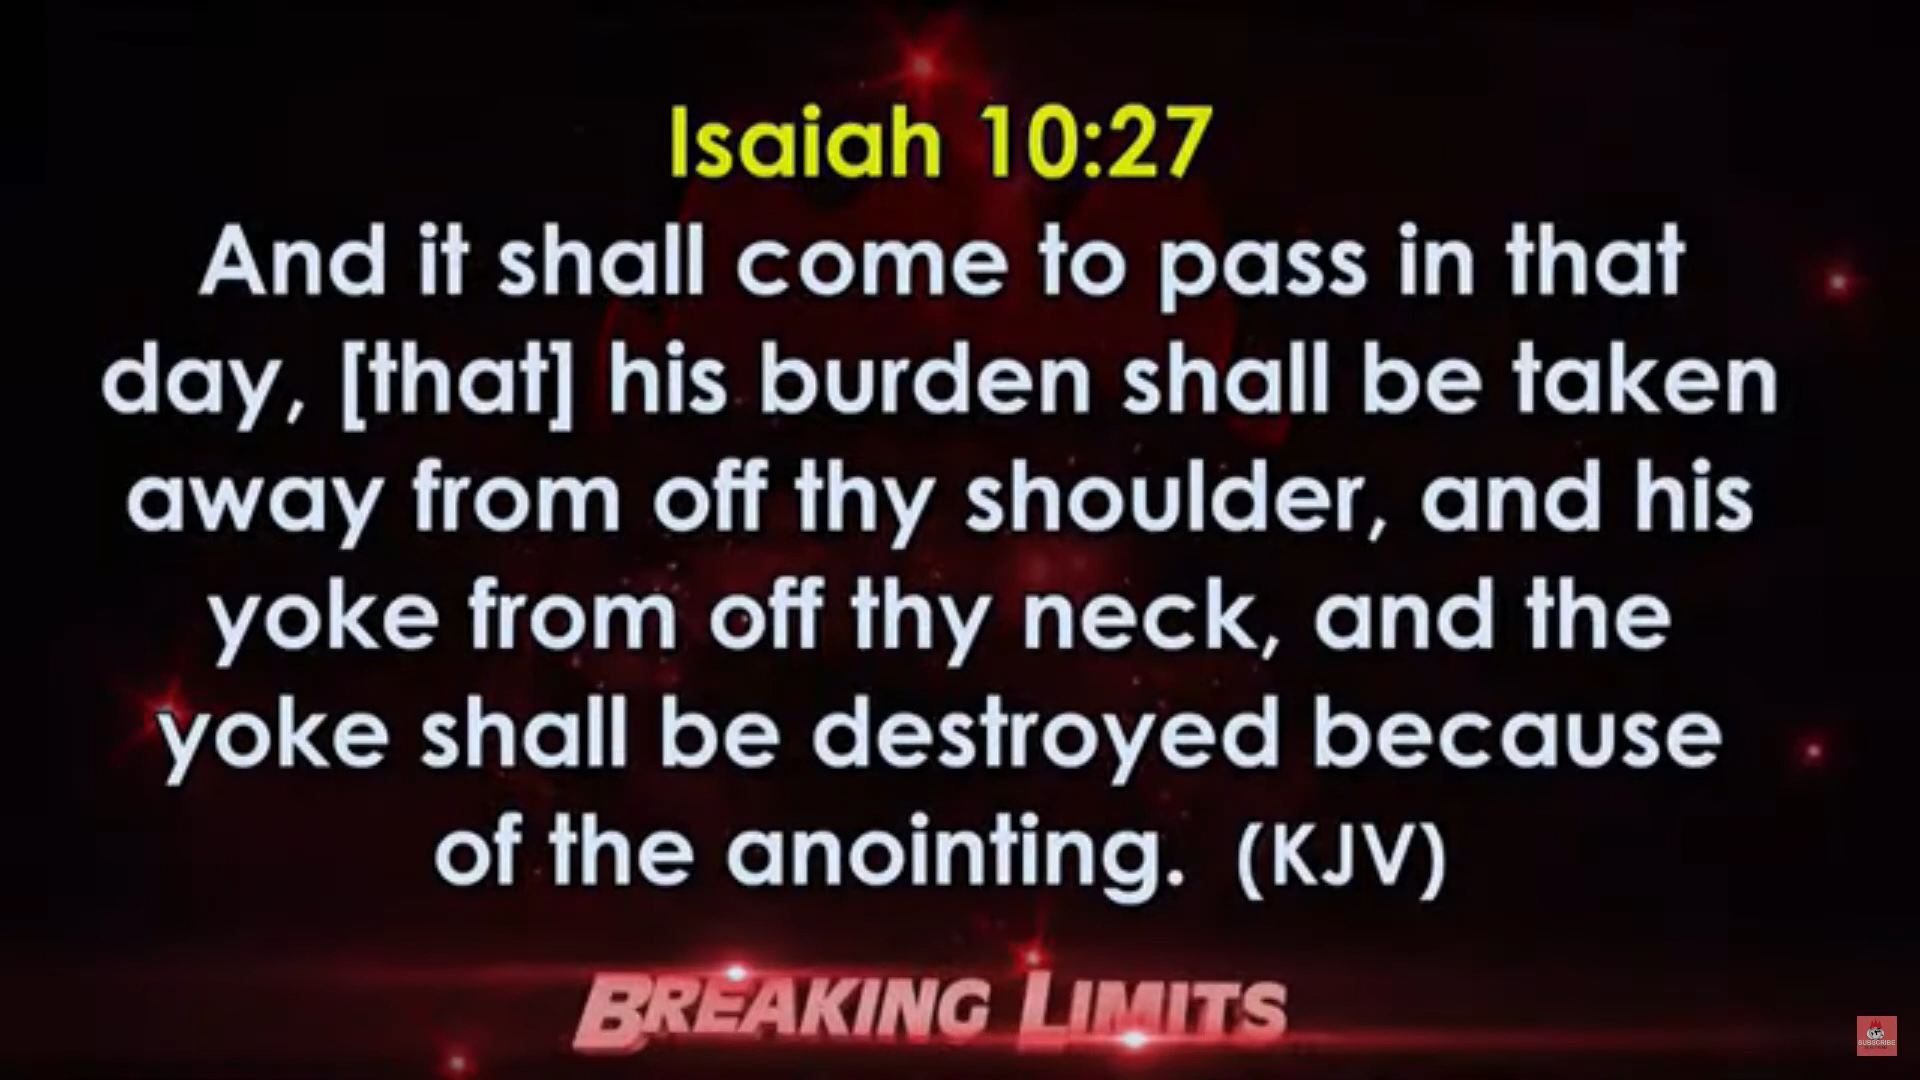 Isaiah 10:27
And it shall come to pass in that
day, [that] his burden shall be taken
away from off thy shoulder, and his
yoke from off thy neck, and the
yoke shall be destroyed because
of the anointing. (KJV)
BREAKING LIMITS
SUBSCRIBE